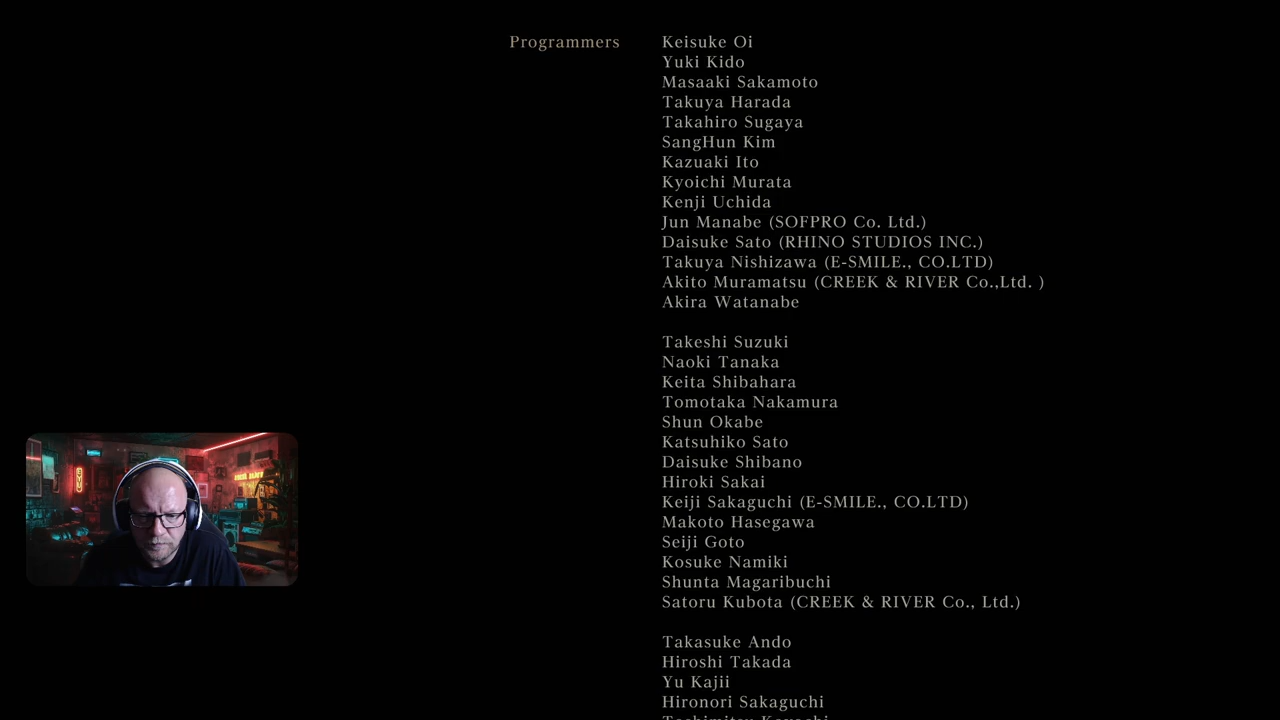 Programmers
Keisuke Oi
Yuki Kido
Masaaki Sakamoto
Takuya Harada
Takahiro Sugaya
SangHun Kim
Kazuaki Ito
Kyoichi Murata
Kenji Uchida
Jun Manabe (SOFPRO Co. Ltd.)
Daisuke Sato (RHINO STUDIOS INC.)
Takuya Nishizawa (E-SMILE., CO.LTD)
Akito Muramatsu (CREEK & RIVER Co.,Ltd. )
Akira Watanabe
Takeshi Suzuki
Naoki Tanaka
Keita Shibahara
Tomotaka Nakamura
Shun Okabe
Katsuhiko Sato
Daisuke Shibano
Hiroki Sakai
Keiji Sakaguchi (E-SMILE., CO.LTD)
Makoto Hasegawa
Seiji Goto
Kosuke Namiki
Shunta Magaribuchi
Satoru Kubota (CREEK & RIVER Co., Ltd.)
Takasuke Ando
Hiroshi Takada
Yu Kajii
Hironori Sakaguchi